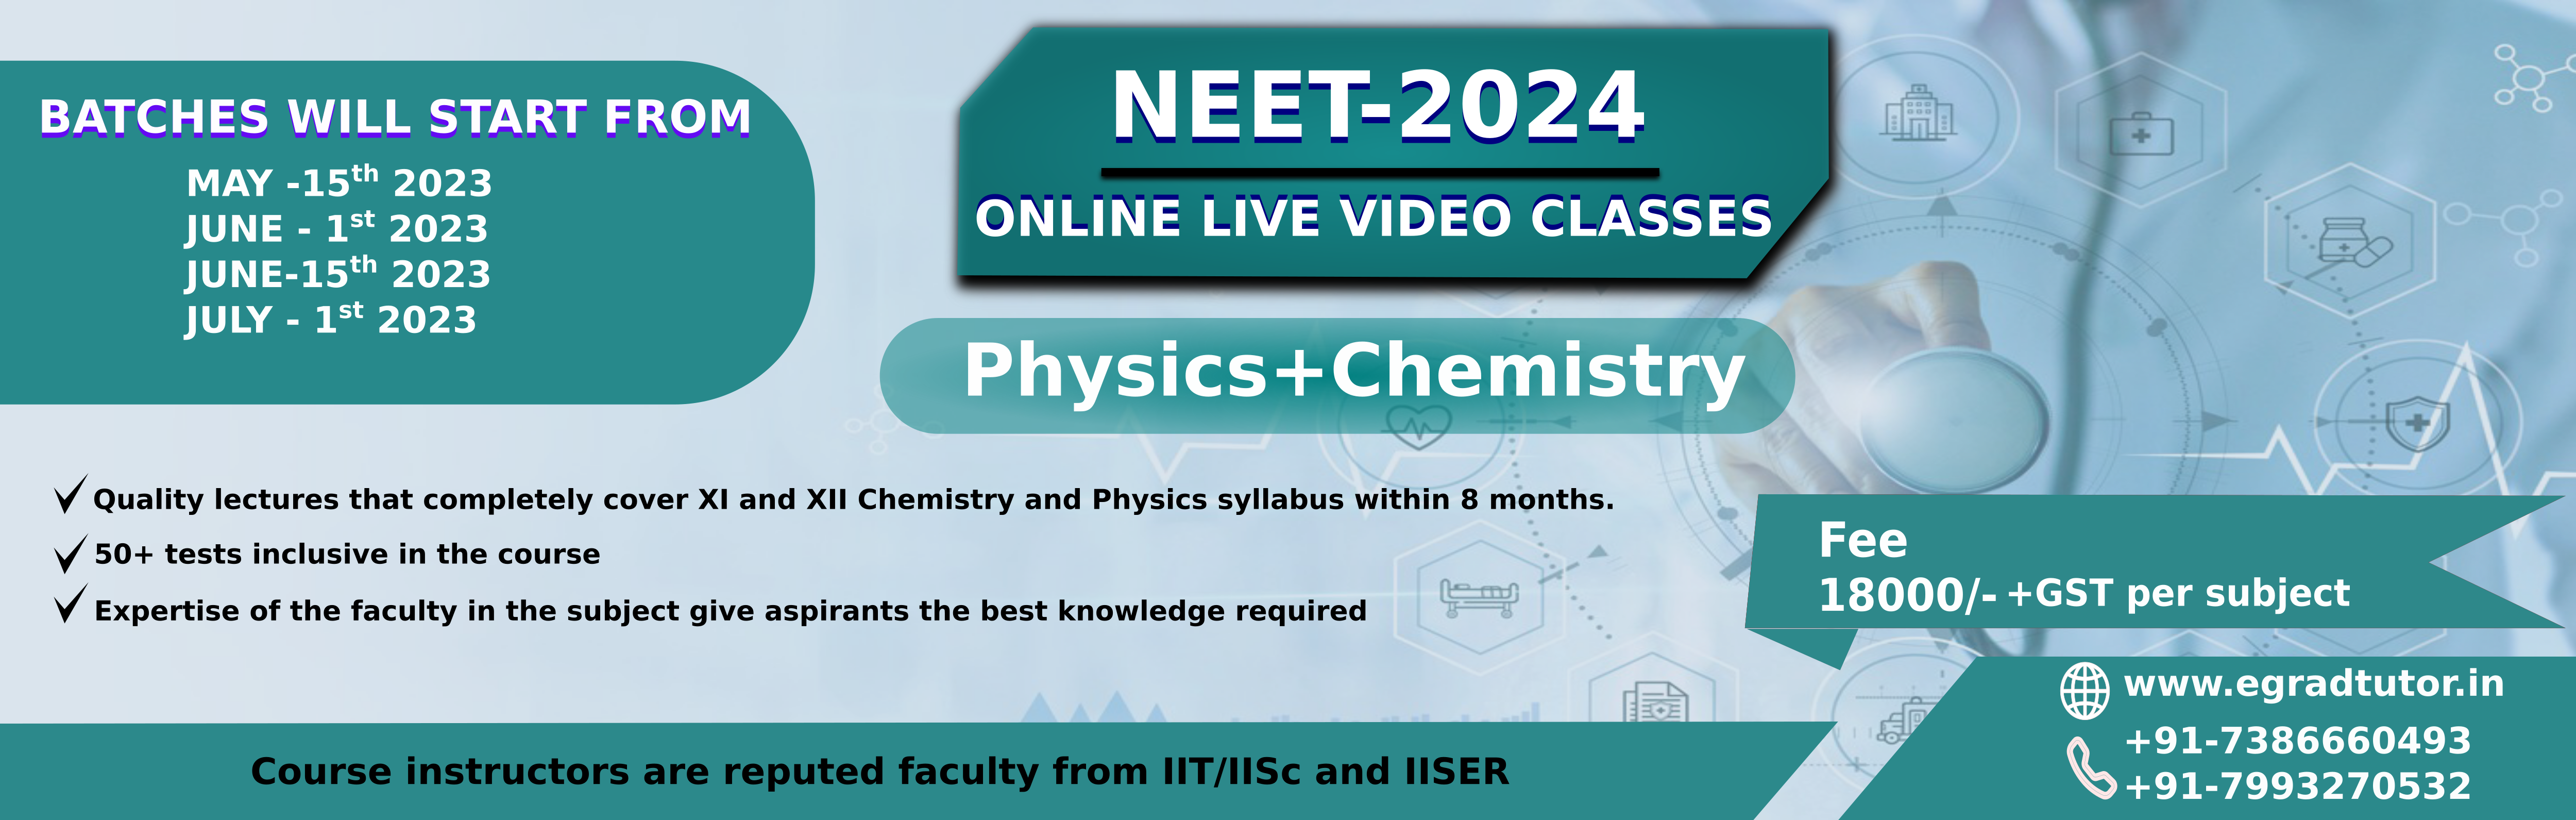 BATCHES WILL START FROM
MAY -15th 2023
JUNE - 1st 2023
JUNE-15th 2023
JULY - 1st 2023
NEET-2024
ONLINE LIVE VIDEO CLASSES
Physics+Chemistry
Quality lectures that completely cover XI and XII Chemistry and Physics syllabus within 8 months.
50+ tests inclusive in the course
Expertise of the faculty in the subject give aspirants the best knowledge required
Fee
18000/- +GST per subject
Course instructors are reputed faculty from IIT/IISc and IISER
www.egradtutor.in
+91-7386660493
+91-7993270532